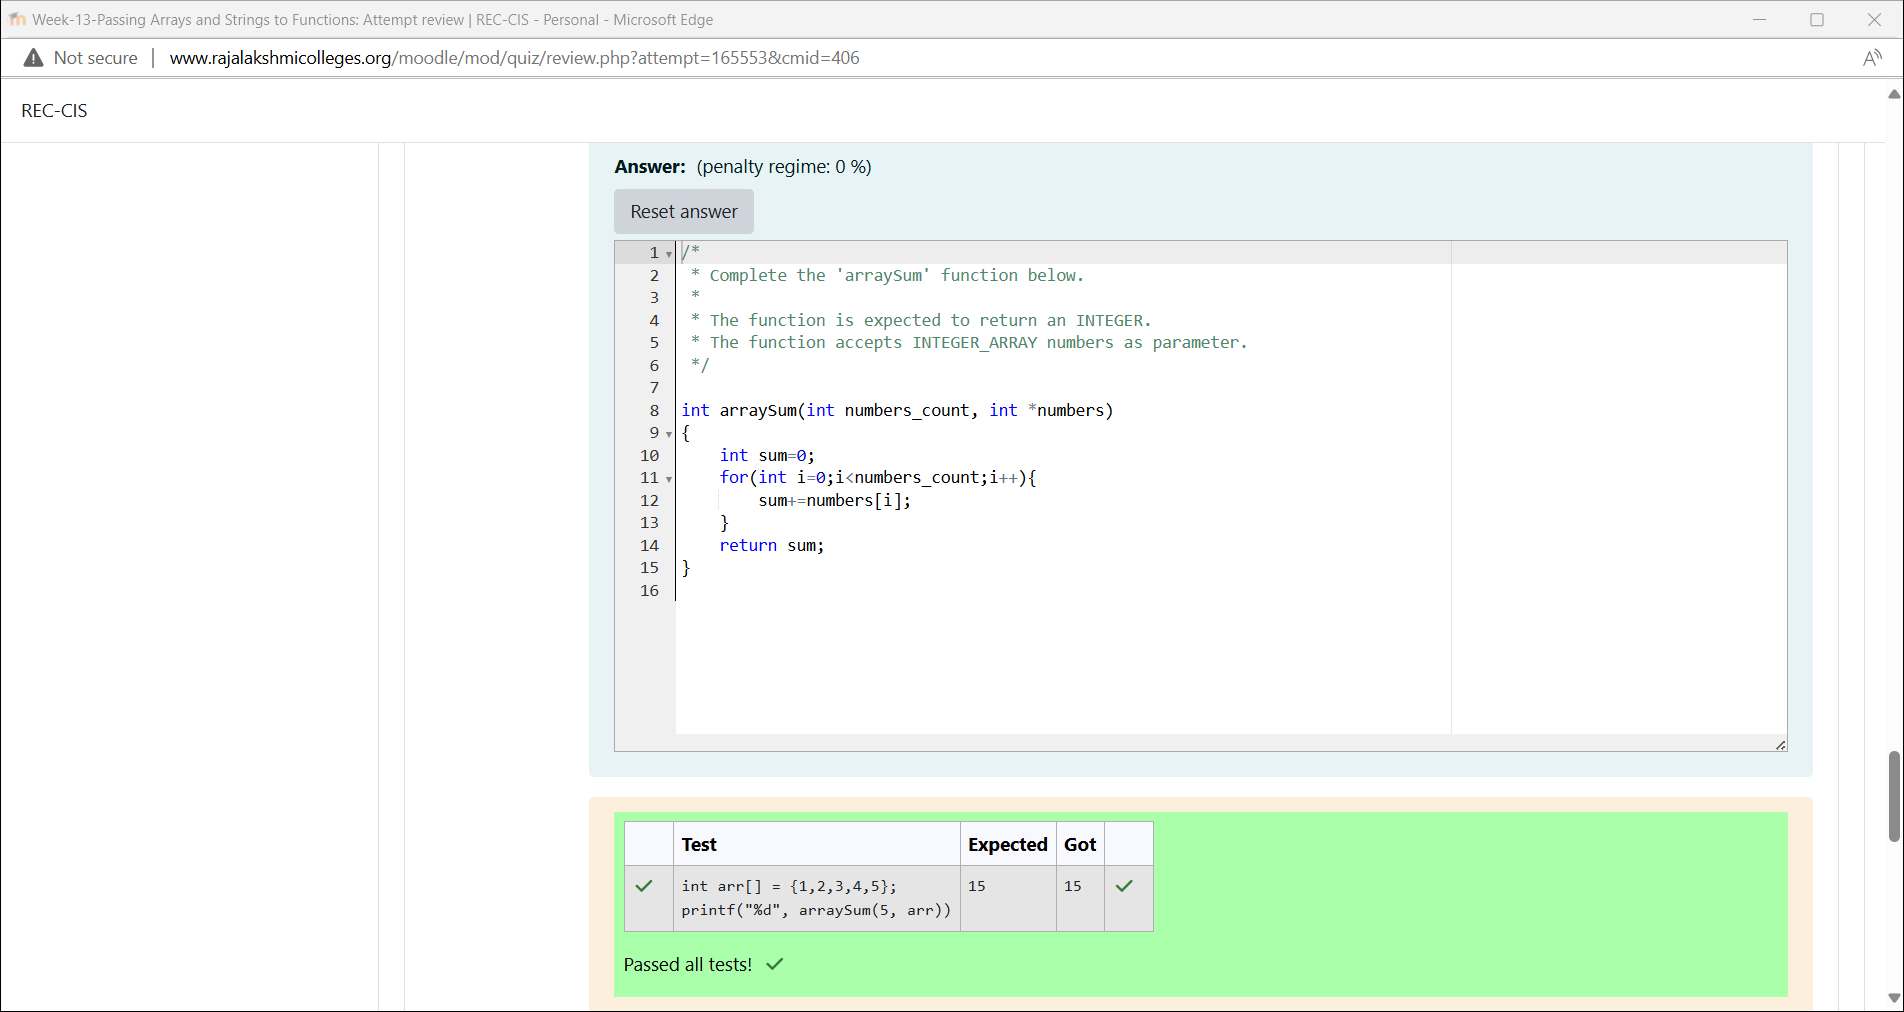 Week-13-Passing Arrays and Strings to Functions: Attempt review | REC-CIS - Personal - Microsoft Edge
Not secure | www.rajalakshmicolleges.org/moodle/mod/quiz/review.php?attempt=165553&cmid=406
REC-CIS
Answer: (penalty regime: 0 %)
Reset answer
1 /*
2  * Complete the 'arraySum' function below.
3  *
4  * The function is expected to return an INTEGER.
5  * The function accepts INTEGER_ARRAY numbers as parameter.
6  */
7
8 int arraySum(int numbers_count, int *numbers)
9 {
10     int sum=0;
11     for(int i=0;i<numbers_count;i++){
12         sum+=numbers[i];
13     }
14     return sum;
15 }
16
Test Expected Got
int arr[] = {1,2,3,4,5}; 15 15
printf("%d", arraySum(5, arr))
Passed all tests!